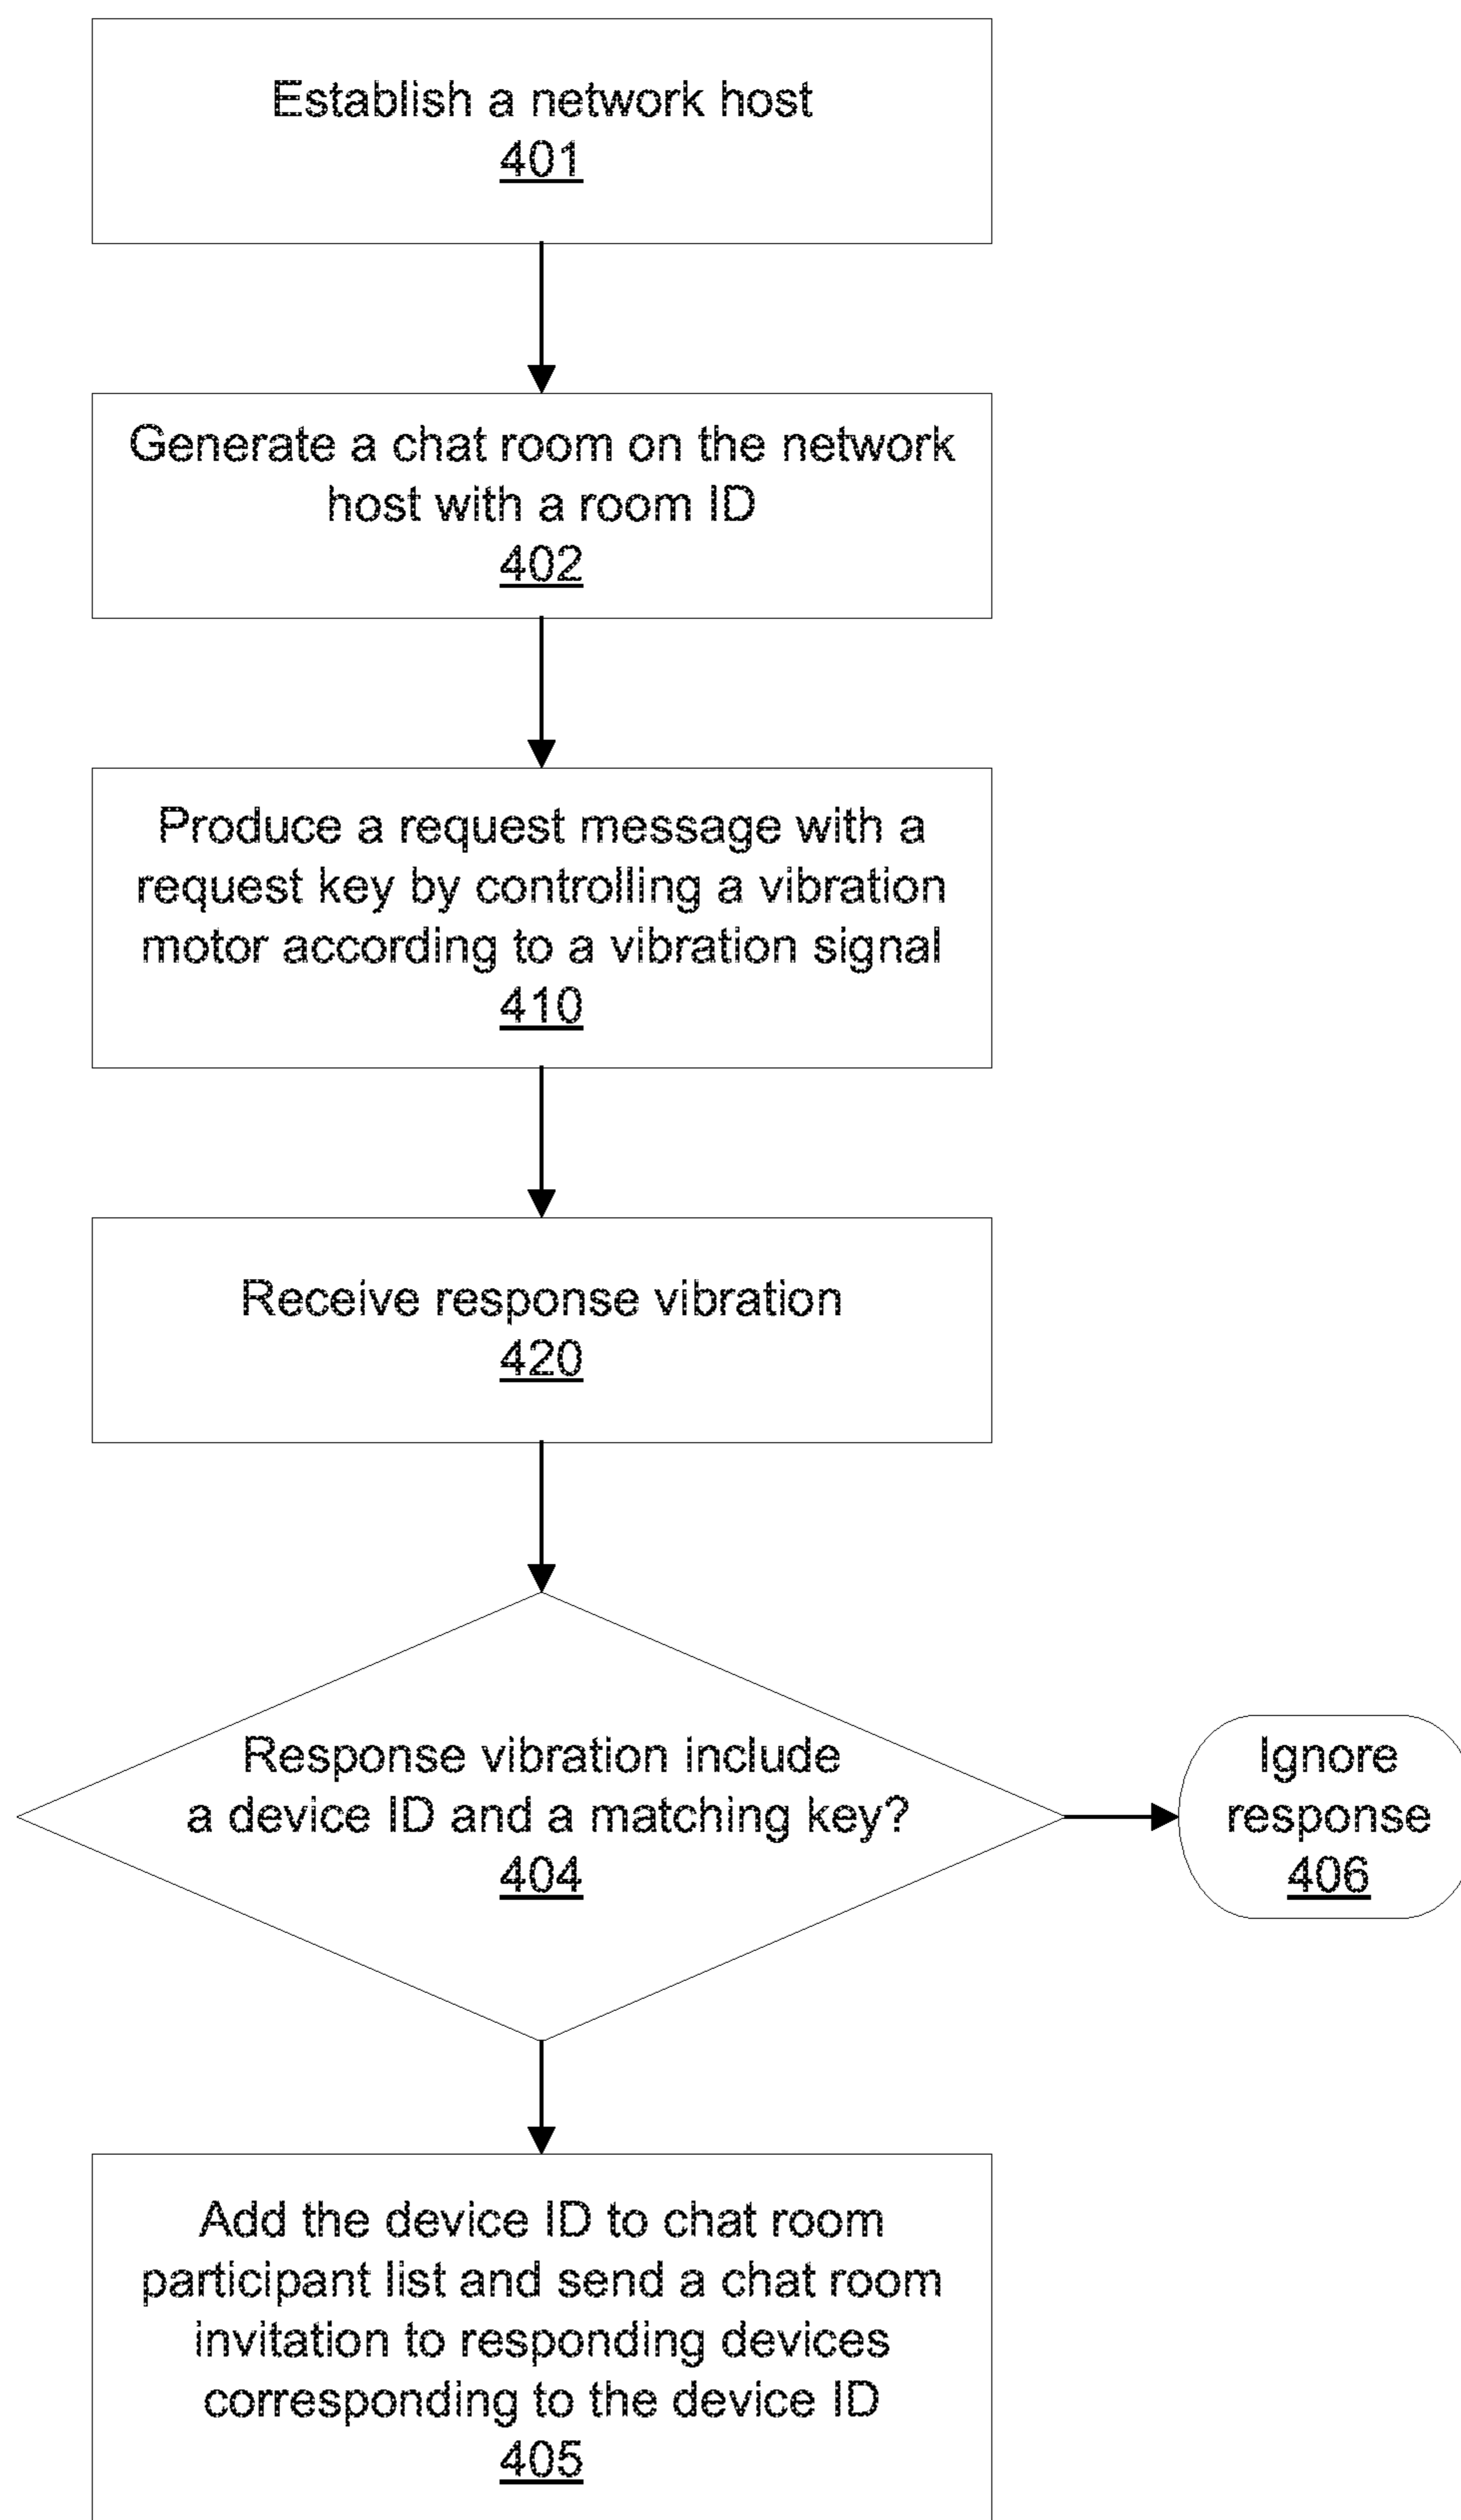 Establish a network host
401
Generate a chat room on the network
host with a room ID
402
Produce a request message with a
request key by controlling a vibration
motor according to a vibration signal
410
Receive response vibration
420
Response vibration include
a device ID and a matching key?
404
Ignore
response
406
Add the device ID to chat room
participant list and send a chat room
invitation to responding devices
corresponding to the device ID
405